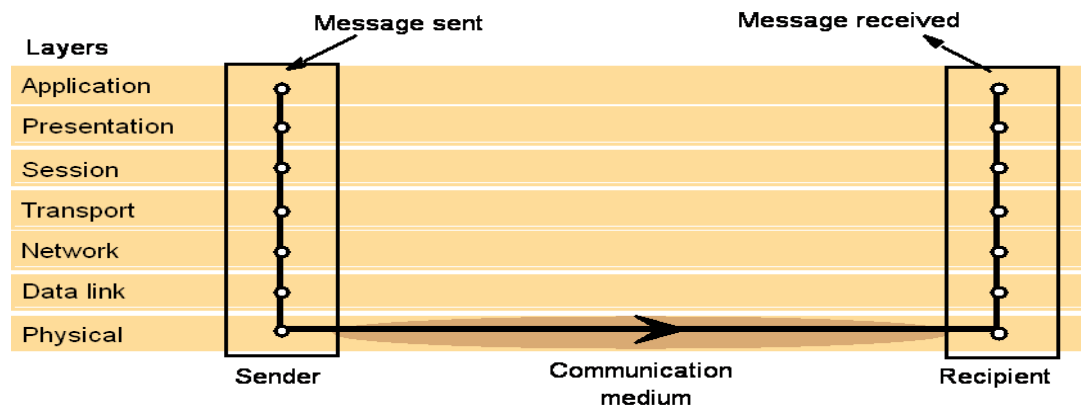 Message sent
Message received
Layers
Application
Presentation
Session
Transport
Network
Data link
Physical
Sender
Communication
medium
Recipient